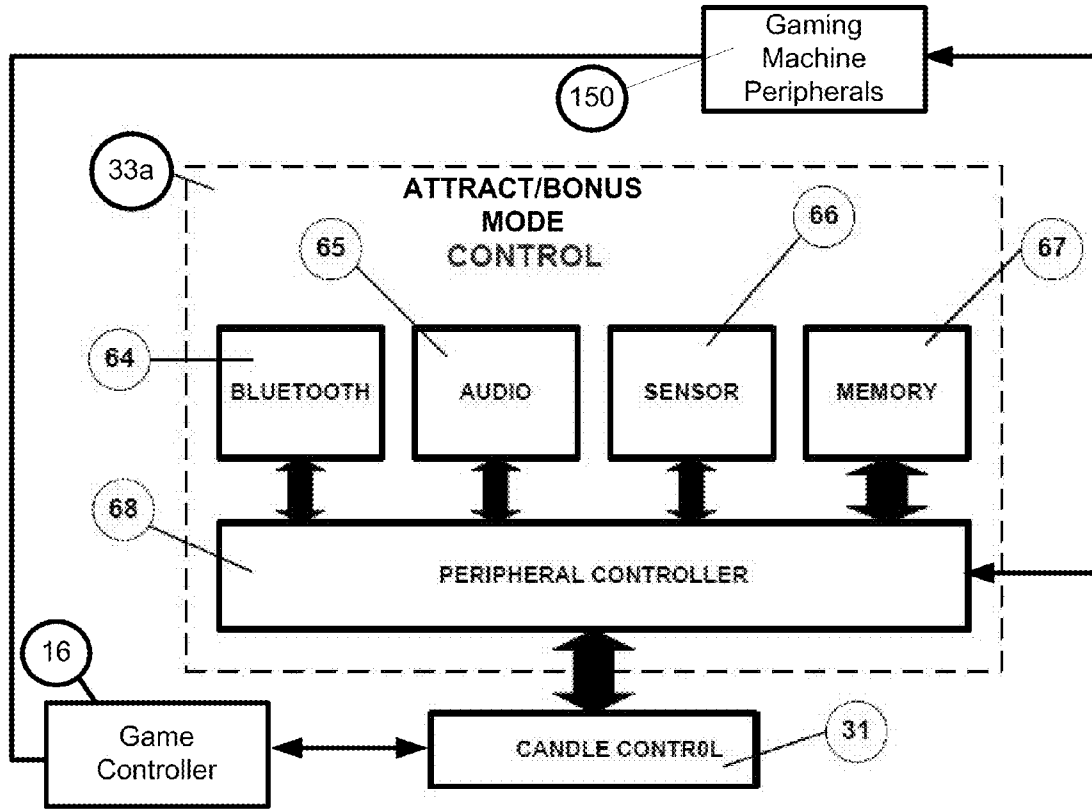 Gaming
Machine
Peripherals
150
33a
ATTRACT/BONUS
MODE
CONTROL
65
66
67
64
BLUETOOTH
AUDIO
SENSOR
MEMORY
68
PERIPHERAL CONTROLLER
16
Game
Controller
CANDLE CONTR0L
31